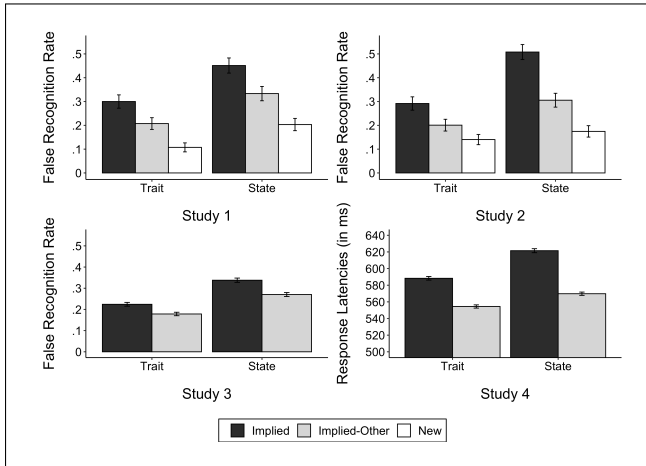 False Recognition Rate
.5
.4
.3
.2
.1
0
Trait State
Study 1
False Recognition Rate
.5
.4
.3
.2
.1
0
Trait State
Study 2
False Recognition Rate
.5
.4
.3
.2
.1
0
Trait State
Study 3
Response Latencies (in ms)
640
620
600
580
560
540
520
500
Trait State
Study 4
Implied Implied-Other New